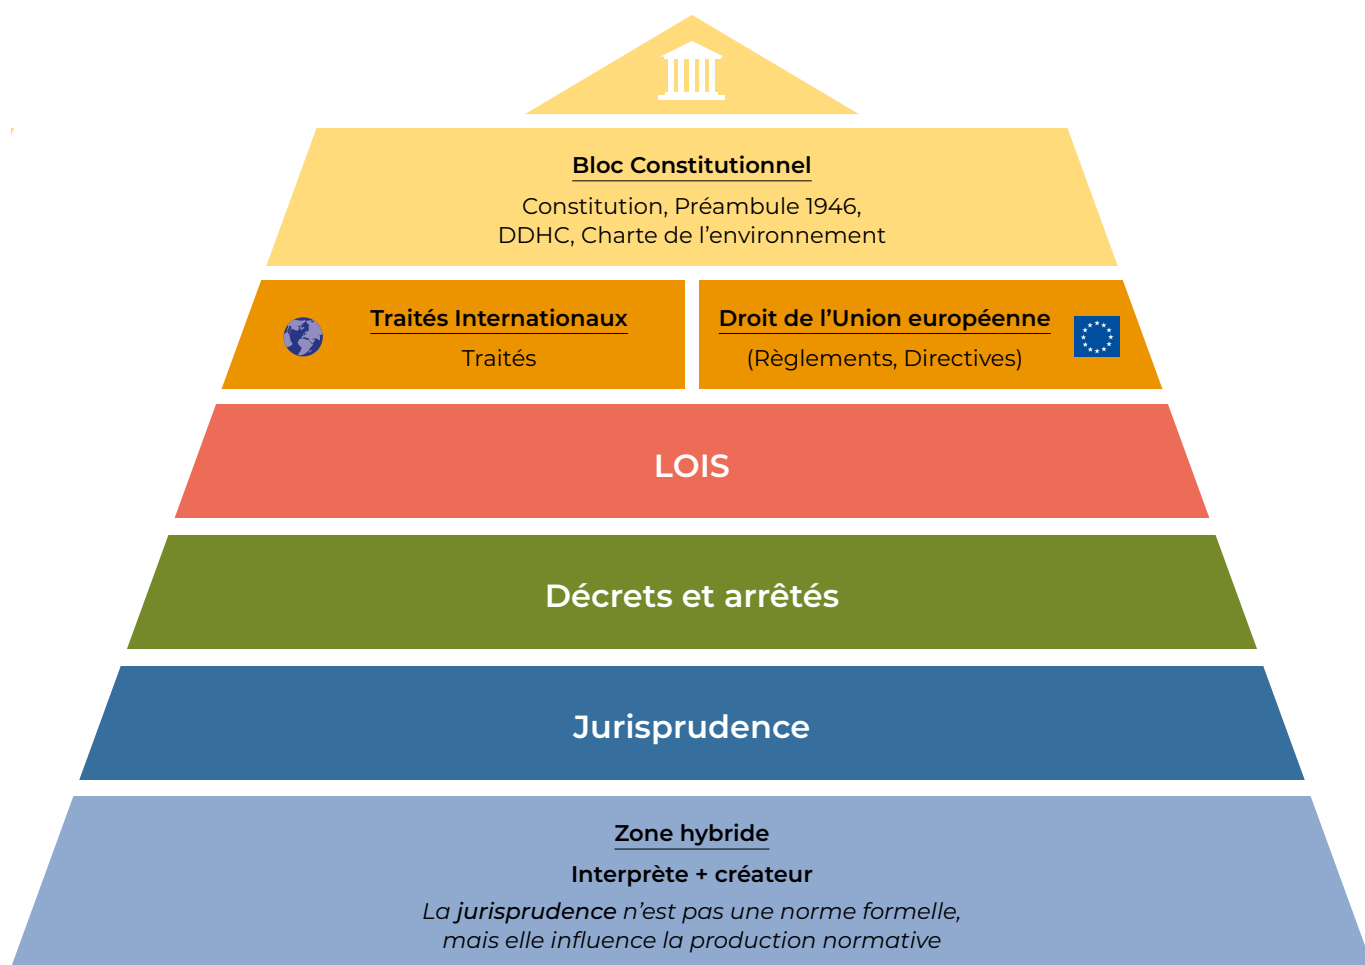 Bloc Constitutionnel
Constitution, Préambule 1946,
DDHC, Charte de l’environnement
Traités Internationaux
Traités
Droit de l’Union européenne
(Règlements, Directives)
LOIS
Décrets et arrêtés
Jurisprudence
Zone hybride
Interprète + créateur
La jurisprudence n’est pas une norme formelle,
mais elle influence la production normative